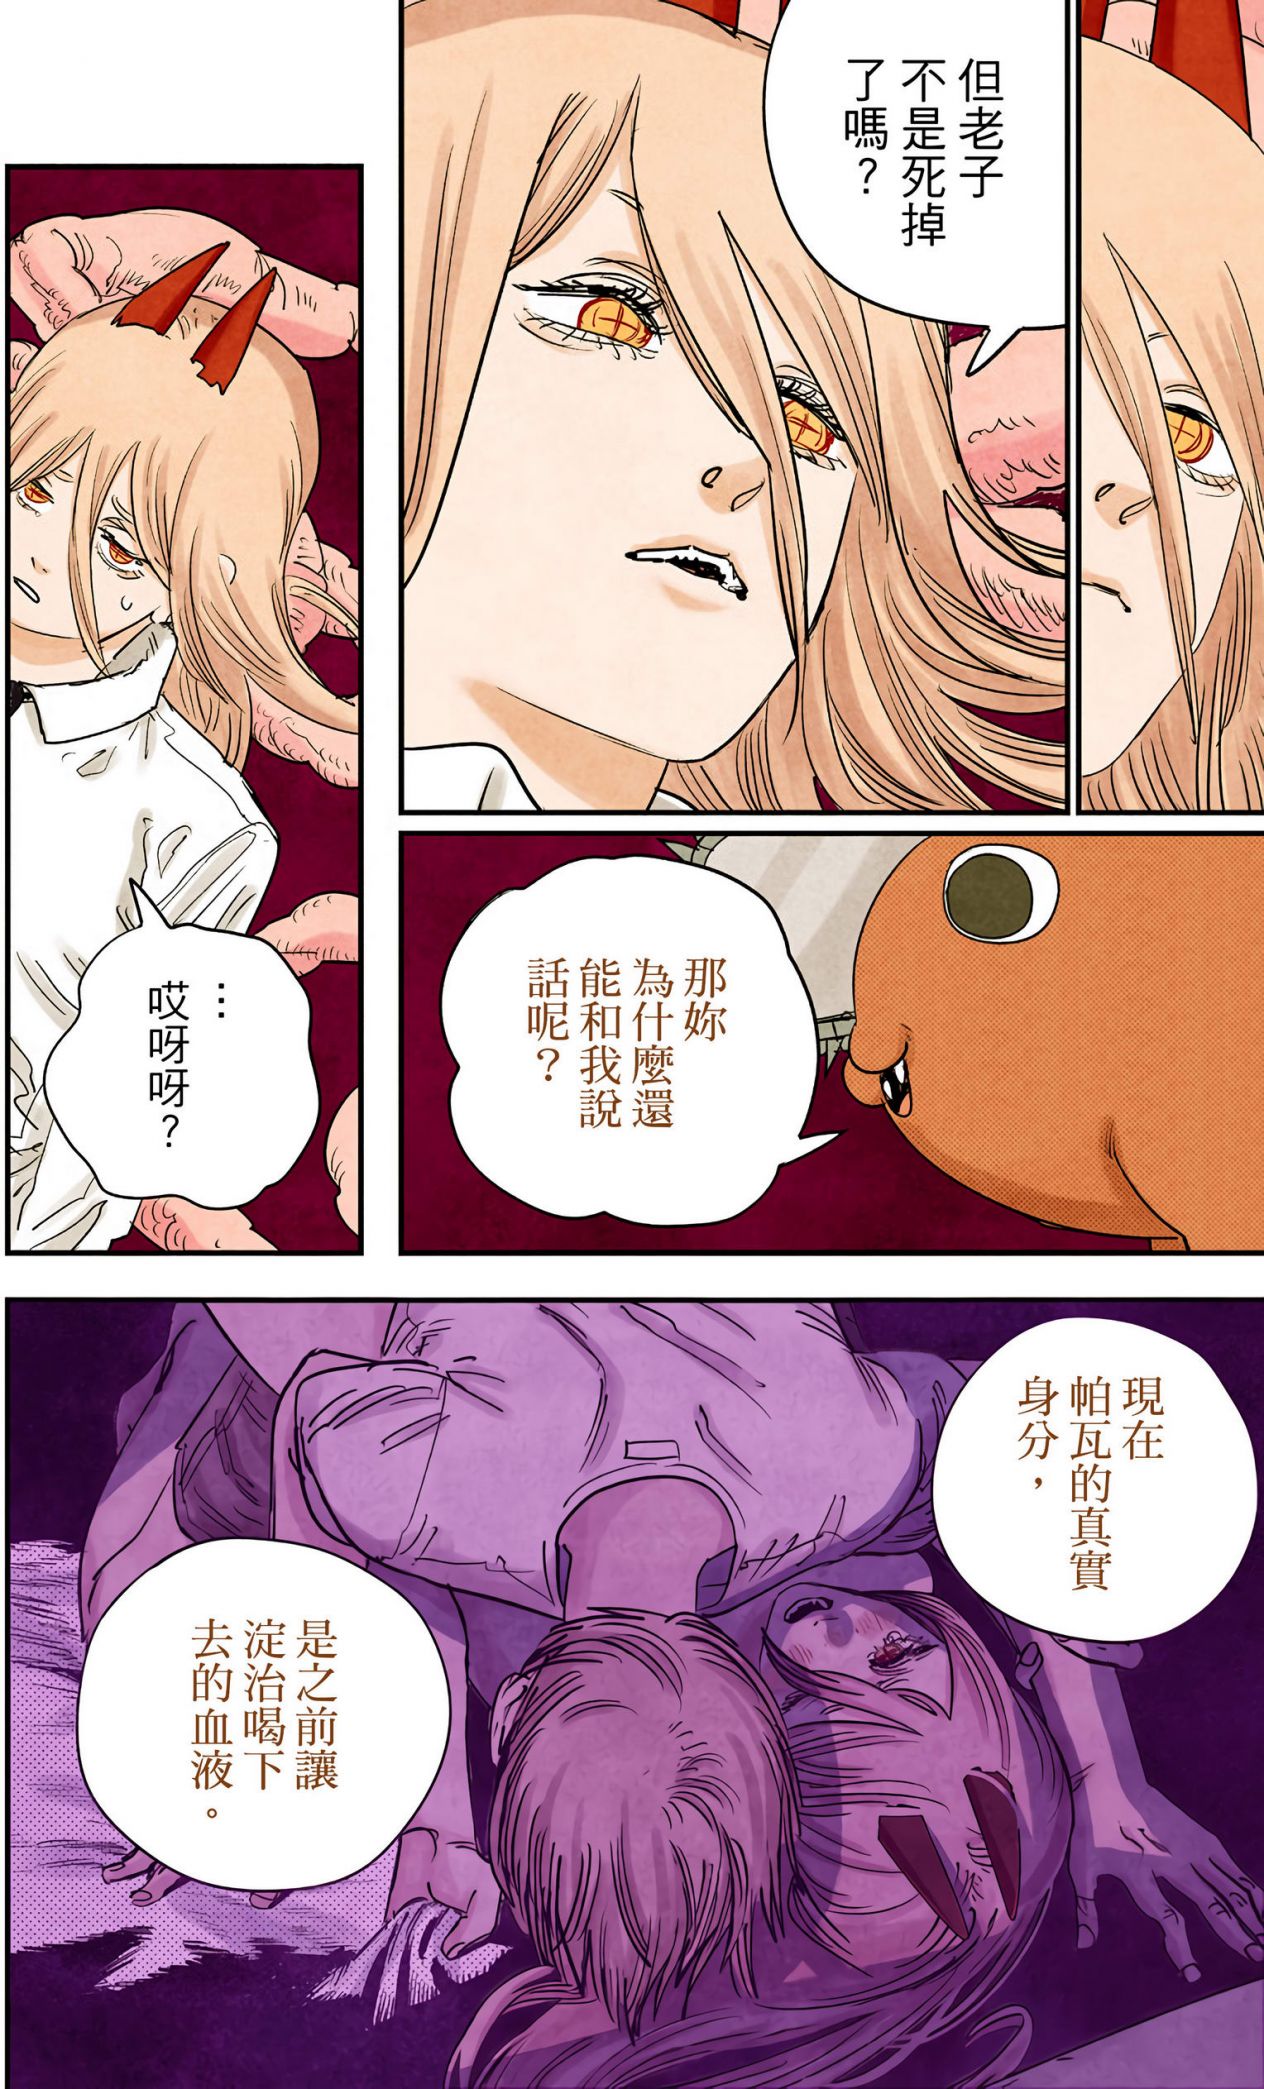 但老子
不是死掉
了嗎？
那妳
為什麼還
能和我說
話呢？
…
哎呀呀？
現在
帕瓦的真實
身分，
是之前讓
淀治喝下
去的血液。